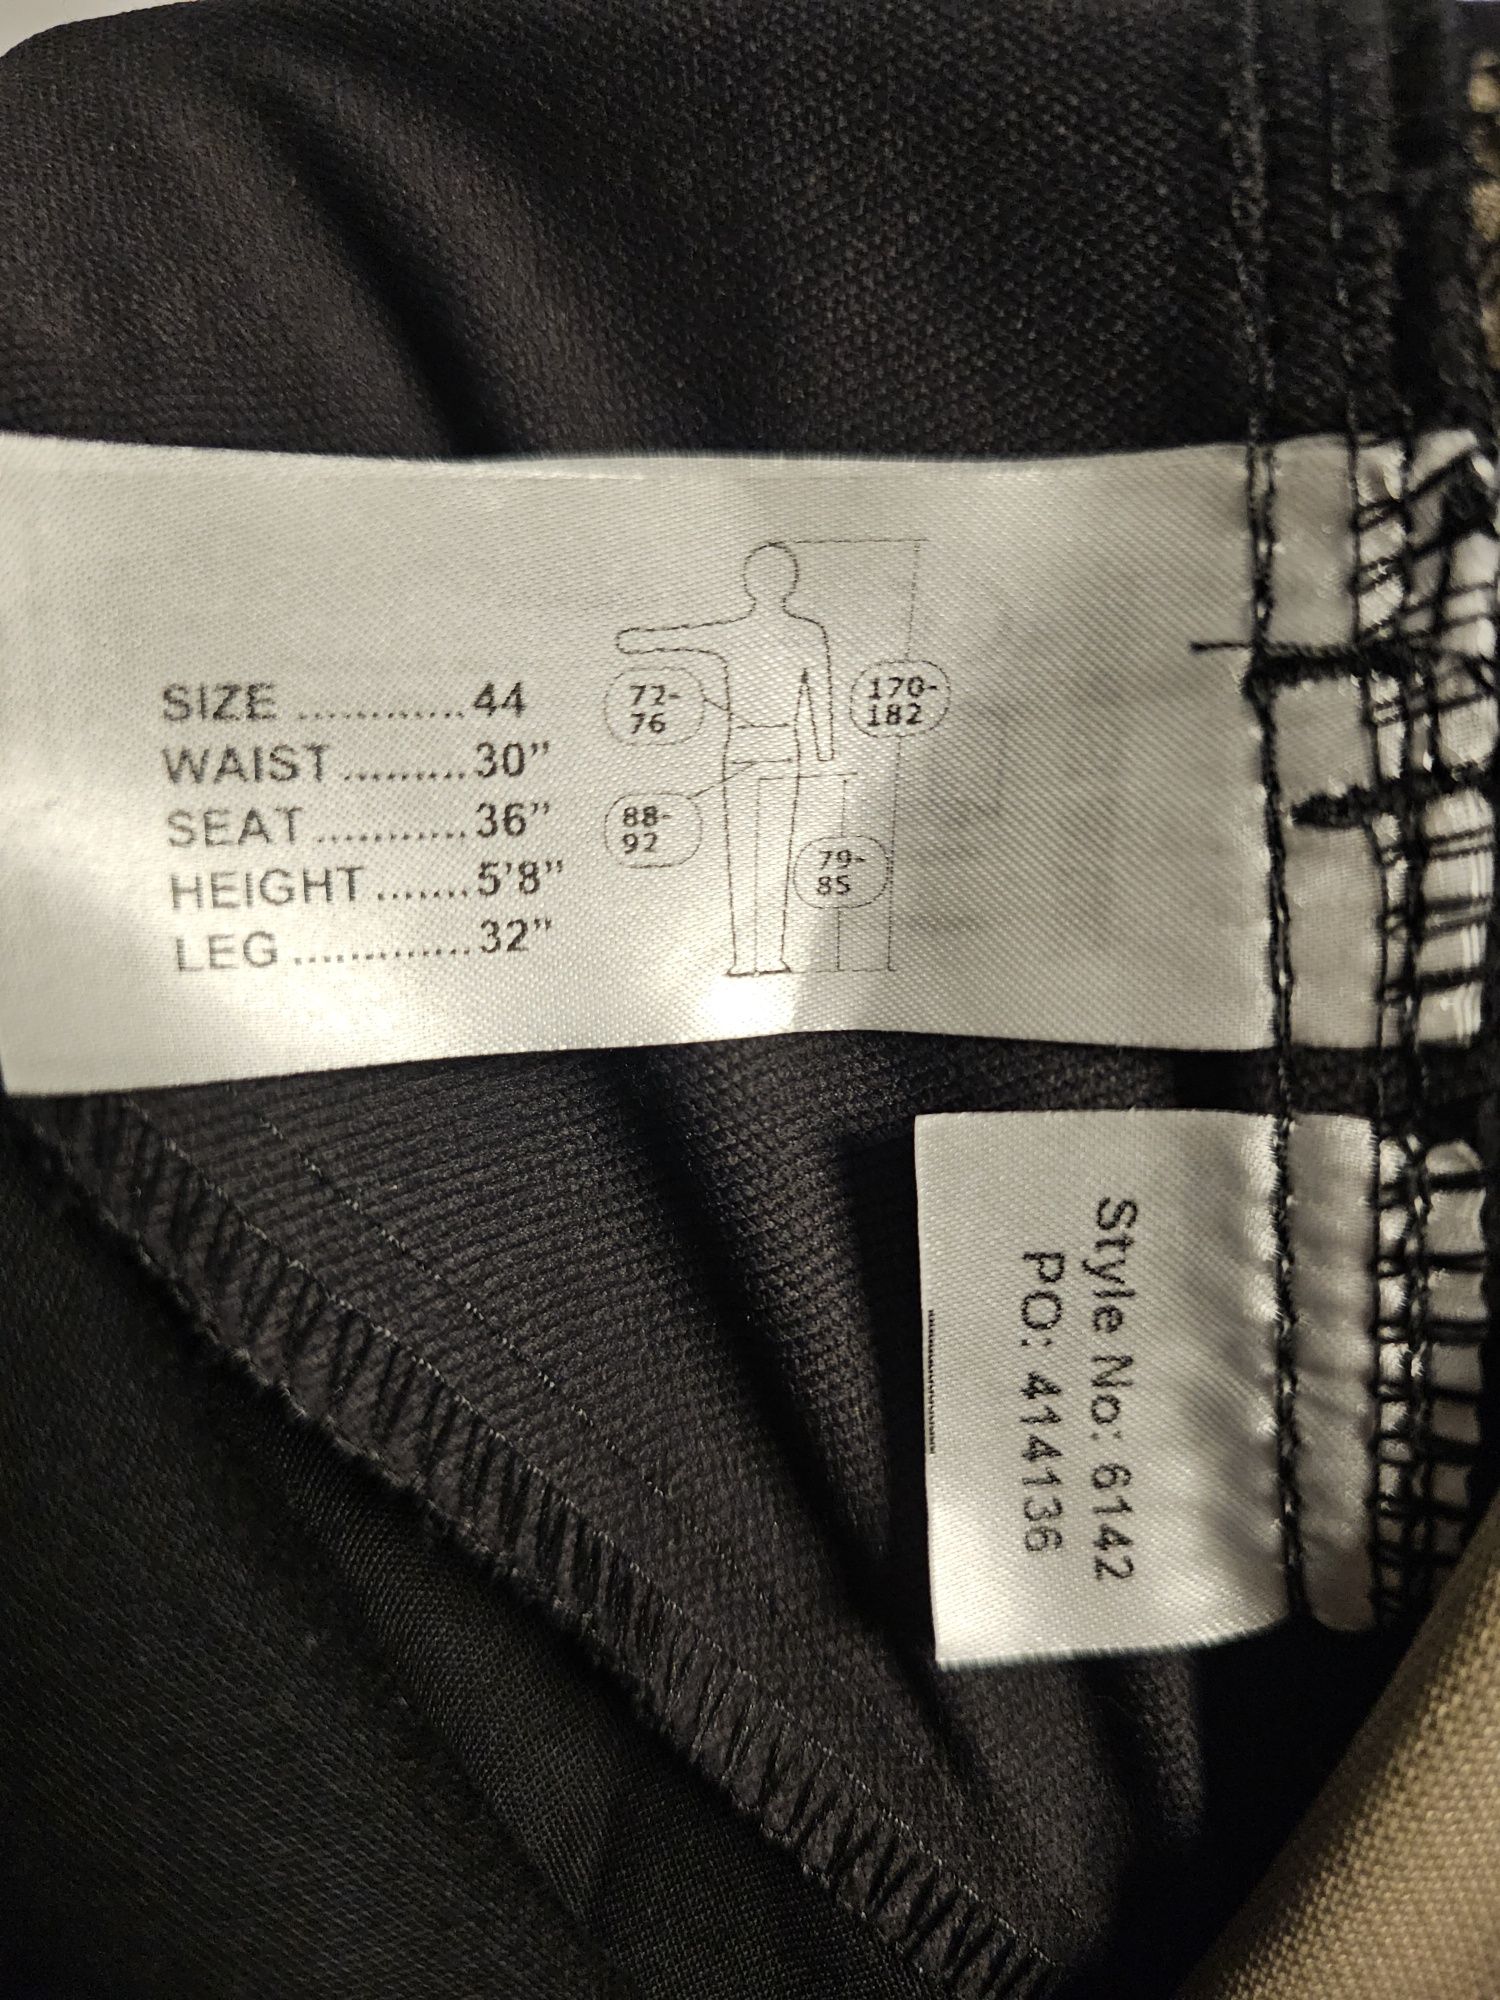 SIZE ............44
WAIST .........30"
SEAT ...........36"
HEIGHT .......5'8"
LEG .............32"
72-
76
170-
182
88-
92
79-
85
Style No: 6142
PO: 414136